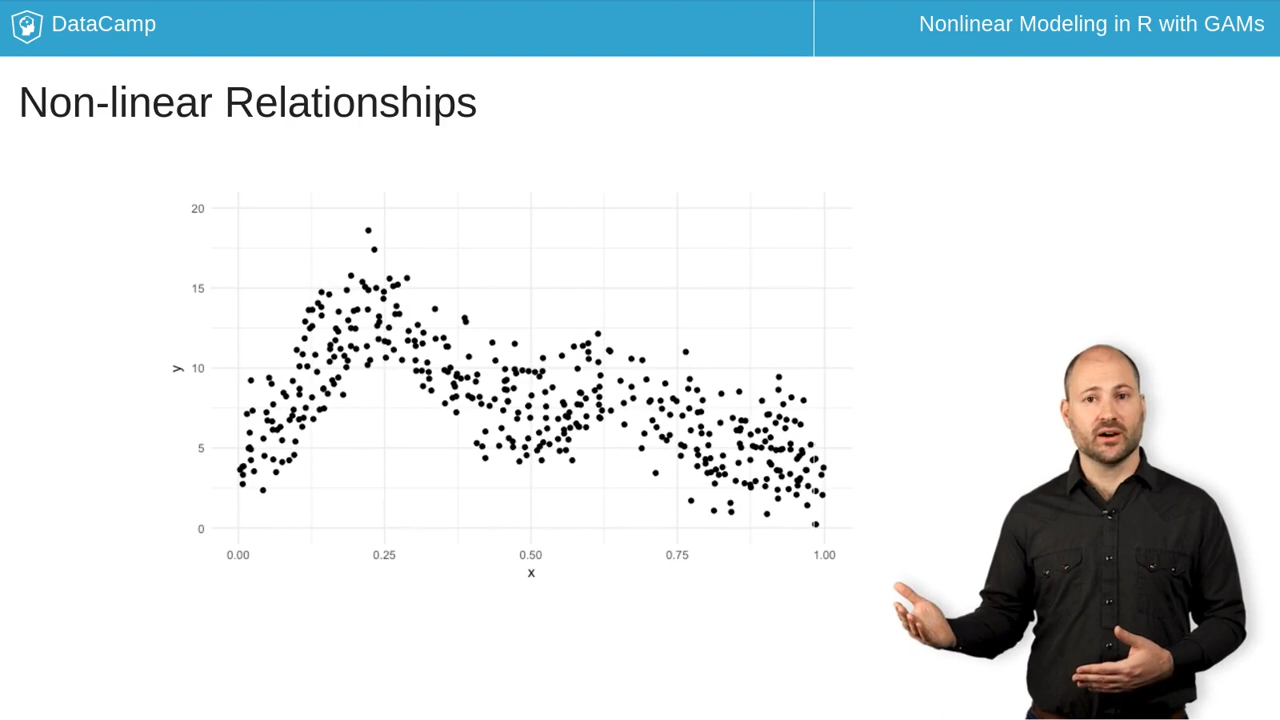 DataCamp
Nonlinear Modeling in R with GAMs
Non-linear Relationships
20
15
10
5
0
y
0.00 0.25 0.50 0.75 1.00
x